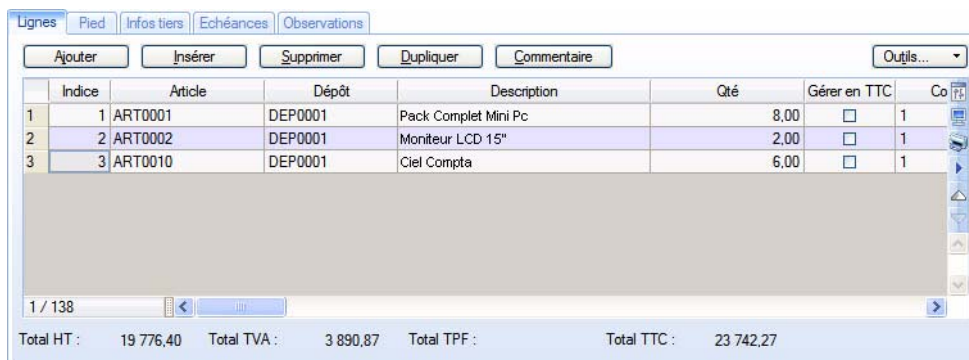 Lignes Pied Infos tiers Echéances Observations
Ajouter Insérer Supprimer Dupliquer Commentaire Outils...
Indice Article Dépôt Description Qté Gérer en TTC Co
1 1 ART0001 DEP0001 Pack Complet Mini Pc 8,00 1
2 2 ART0002 DEP0001 Moniteur LCD 15" 2,00 1
3 3 ART0010 DEP0001 Ciel Compta 6,00 1
1 / 138
Total HT : 19 776,40 Total TVA : 3 890,87 Total TPF : Total TTC : 23 742,27